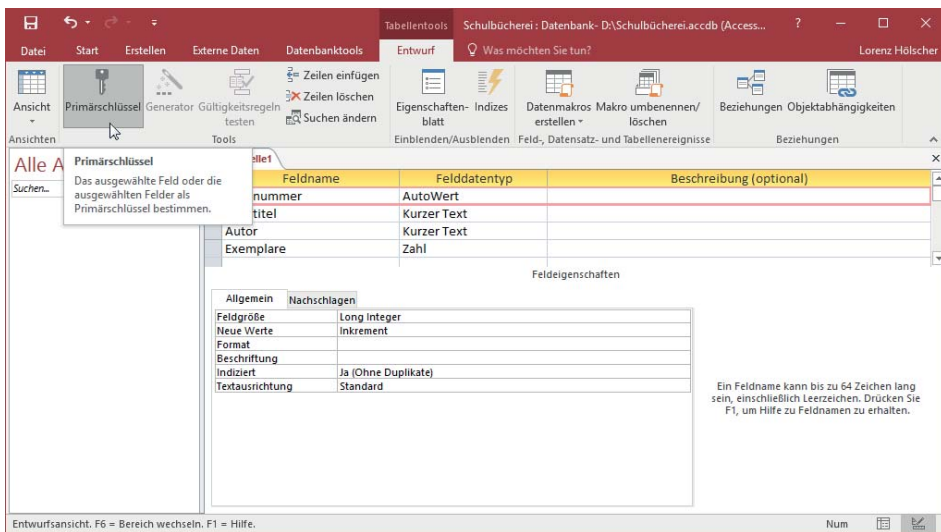 Tabellentools Schulbücherei : Datenbank- D:\Schulbücherei.accdb (Access... ?
Datei Start Erstellen Externe Daten Datenbanktools Entwurf Was möchten Sie tun? Lorenz Hölscher
Zeilen einfügen
Zeilen löschen
Suchen ändern
Ansicht Primärschlüssel Generator Gültigkeitsregeln testen
Eigenschaften- blatt Indizes
Datenmakros erstellen Makro umbenennen/ löschen
Beziehungen Objektabhängigkeiten
Ansichten Tools Einblenden/Ausblenden Feld-, Datensatz- und Tabellenereignisse Beziehungen
Alle A
Suchen...
Primärschlüssel
Das ausgewählte Feld oder die
ausgewählten Felder als
Primärschlüssel bestimmen.
elle1
Feldname Felddatentyp Beschreibung (optional)
nummer AutoWert
titel Kurzer Text
Autor Kurzer Text
Exemplare Zahl
Feldeigenschaften
Allgemein Nachschlagen
Feldgröße Long Integer
Neue Werte Inkrement
Format
Beschriftung
Indiziert Ja (Ohne Duplikate)
Textausrichtung Standard
Ein Feldname kann bis zu 64 Zeichen lang
sein, einschließlich Leerzeichen. Drücken Sie
F1, um Hilfe zu Feldnamen zu erhalten.
Entwurfsansicht. F6 = Bereich wechseln. F1 = Hilfe. Num